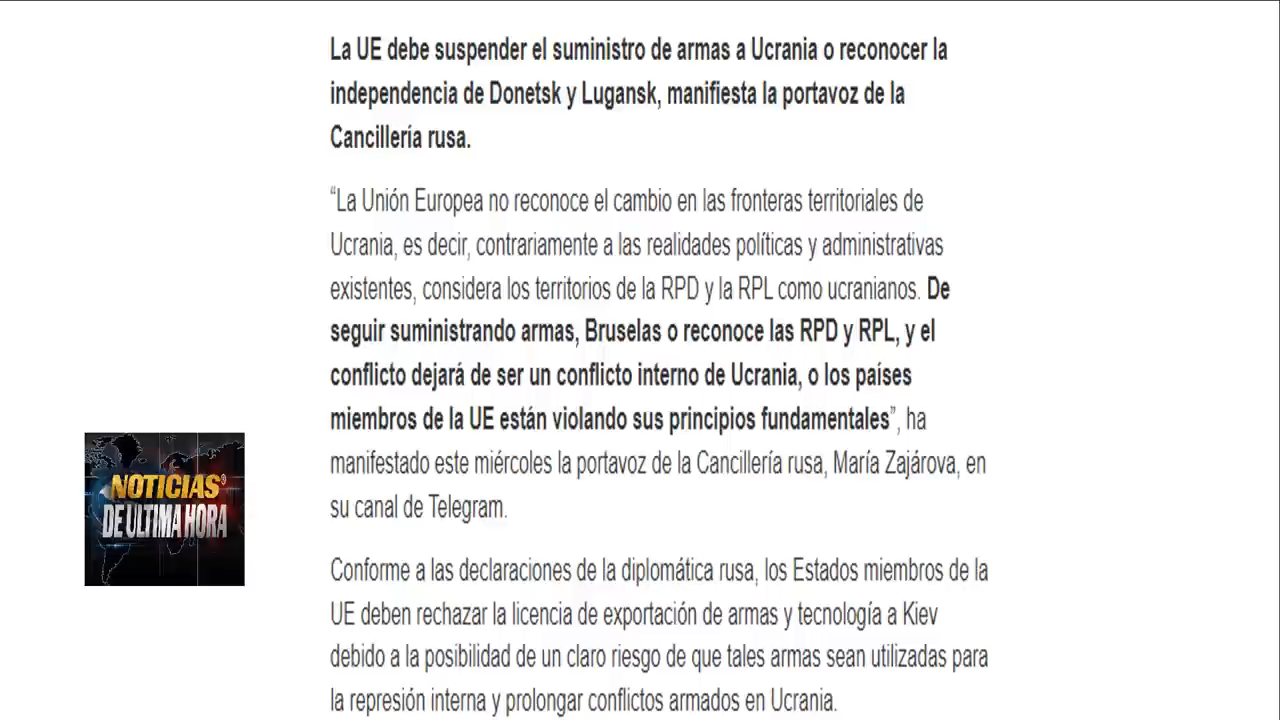 La UE debe suspender el suministro de armas a Ucrania o reconocer la
independencia de Donetsk y Lugansk, manifiesta la portavoz de la
Cancillería rusa.
“La Unión Europea no reconoce el cambio en las fronteras territoriales de
Ucrania, es decir, contrariamente a las realidades políticas y administrativas
existentes, considera los territorios de la RPD y la RPL como ucranianos. De
seguir suministrando armas, Bruselas o reconoce las RPD y RPL, y el
conflicto dejará de ser un conflicto interno de Ucrania, o los países
miembros de la UE están violando sus principios fundamentales”, ha
manifestado este miércoles la portavoz de la Cancillería rusa, María Zajárova, en
su canal de Telegram.
NOTICIAS®
DE ULTIMA HORA
Conforme a las declaraciones de la diplomática rusa, los Estados miembros de la
UE deben rechazar la licencia de exportación de armas y tecnología a Kiev
debido a la posibilidad de un claro riesgo de que tales armas sean utilizadas para
la represión interna y prolongar conflictos armados en Ucrania.